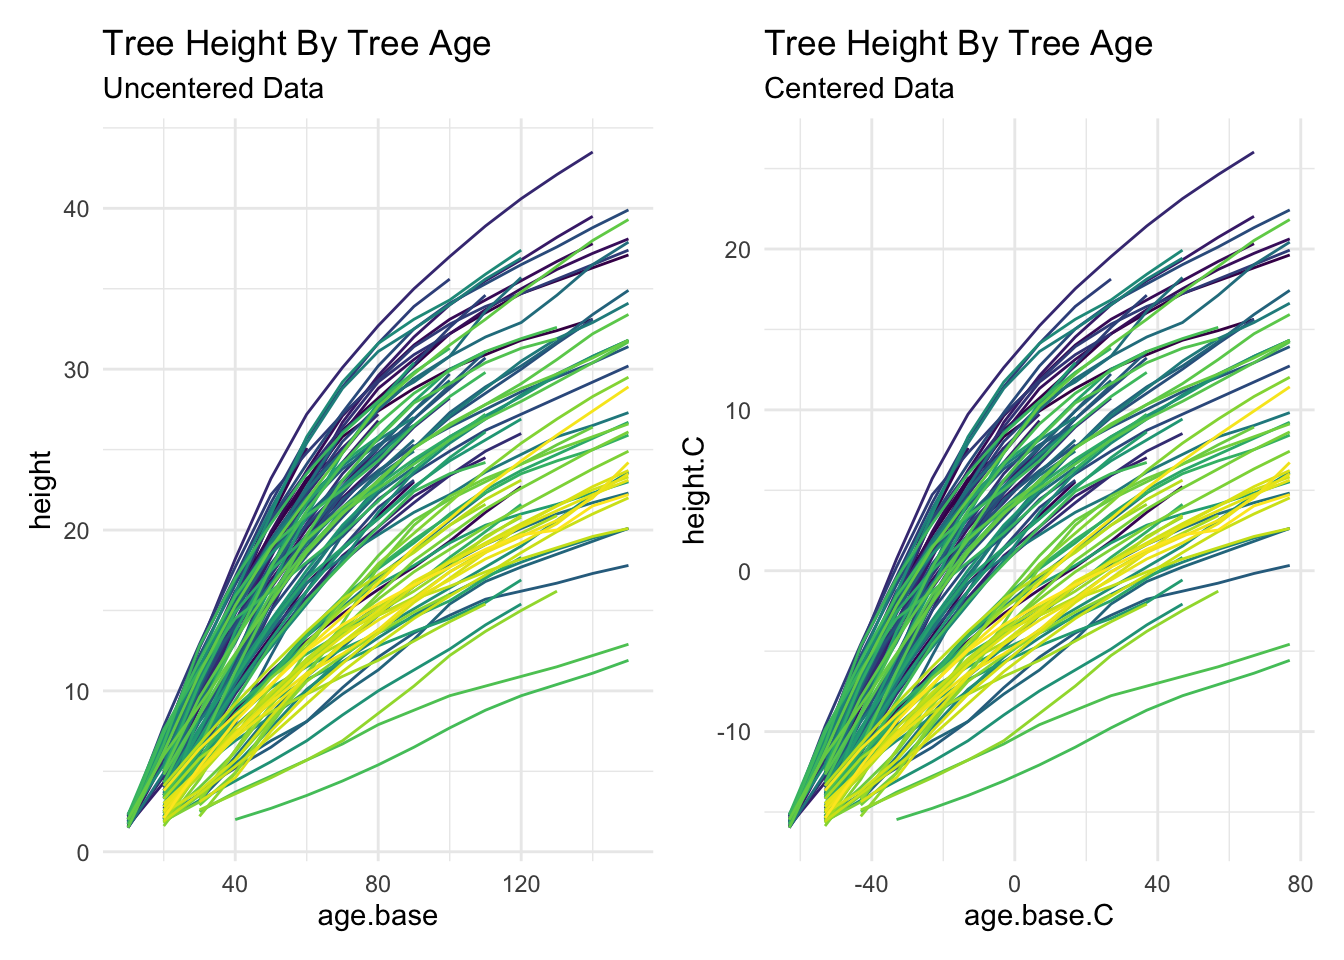 Tree Height By Tree Age
Uncentered Data
40
30
20
10
0
height
40
80
120
age.base
Tree Height By Tree Age
Centered Data
20
10
0
-10
height.C
-40
0
40
80
age.base.C